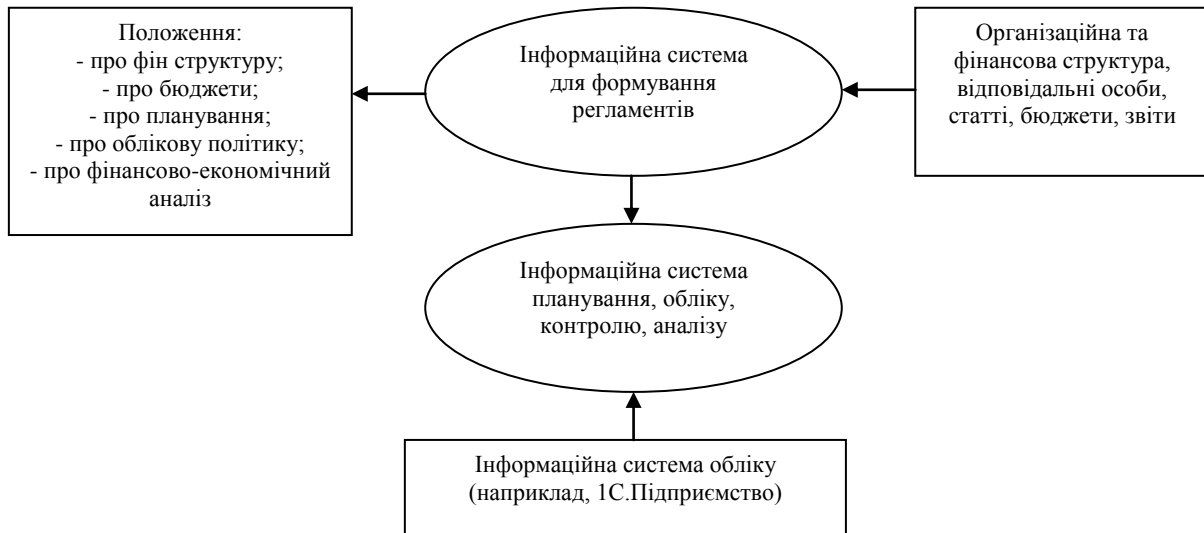 Положення:
- про фін структуру;
- про бюджети;
- про планування;
- про облікову політику;
- про фінансово-економічний
аналіз
Інформаційна система
для формування
регламентів
Організаційна та
фінансова структура,
відповідальні особи,
статті, бюджети, звіти
Інформаційна система
планування, обліку,
контролю, аналізу
Інформаційна система обліку
(наприклад, 1С.Підприємство)